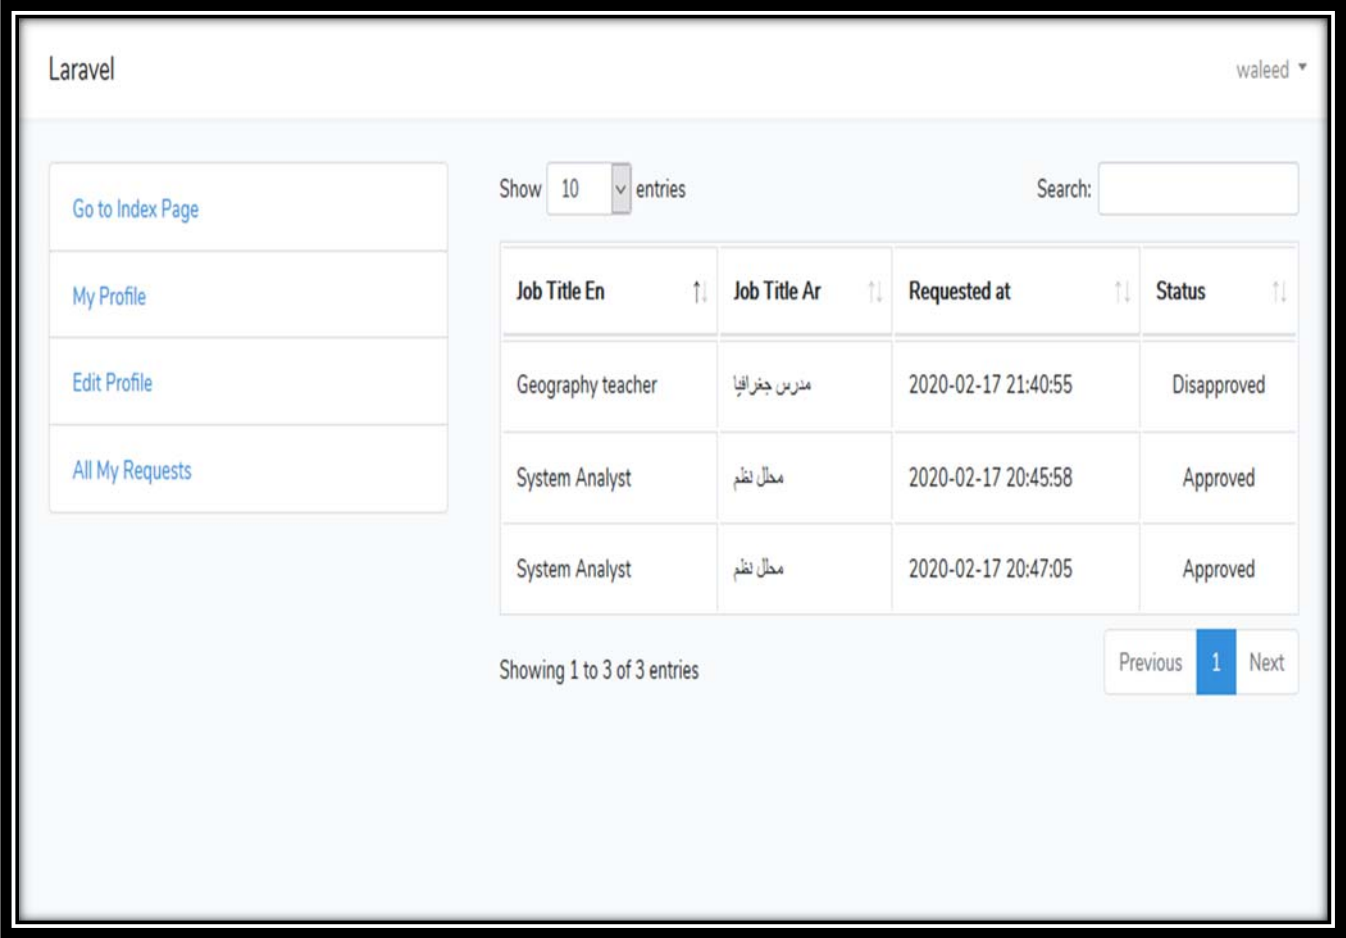 Laravel
waleed
Go to Index Page
My Profile
Edit Profile
All My Requests
Show 10 entries
Search:
Job Title En Job Title Ar Requested at Status
Geography teacher مدرس جغرافيا 2020-02-17 21:40:55 Disapproved
System Analyst محلل نظم 2020-02-17 20:45:58 Approved
System Analyst محلل نظم 2020-02-17 20:47:05 Approved
Showing 1 to 3 of 3 entries
Previous 1 Next